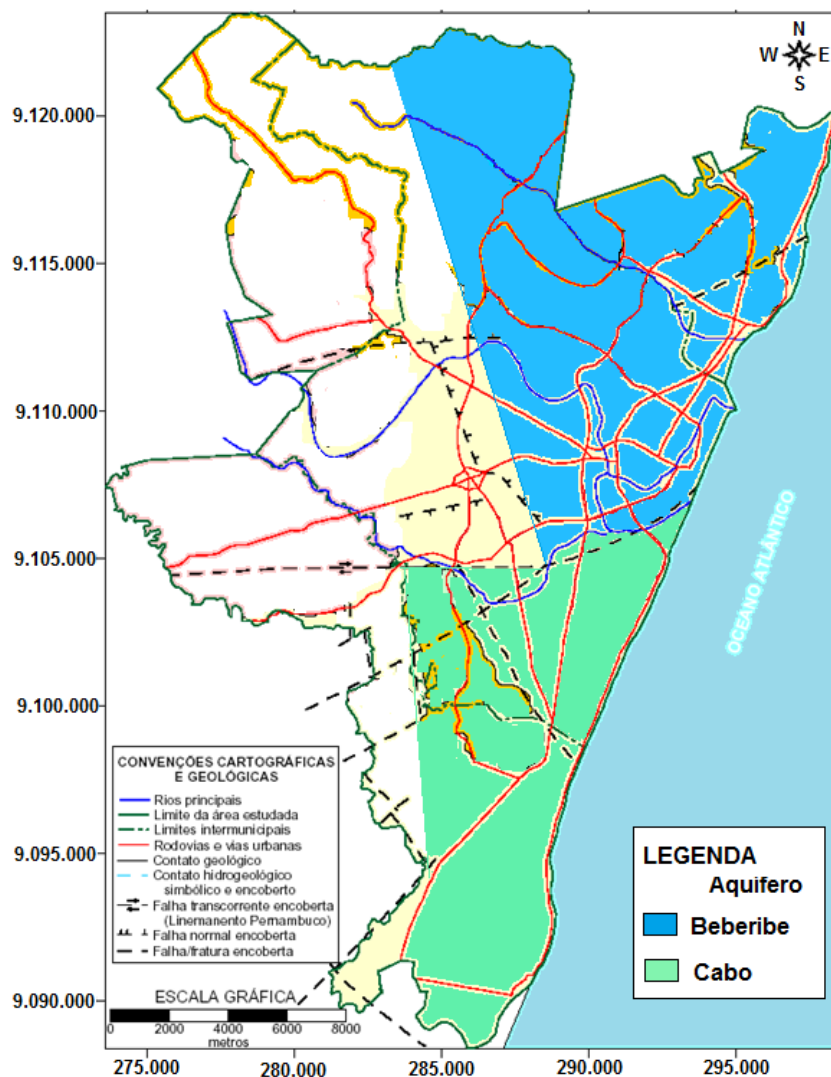 N
W E
S
9.120.000
9.115.000
9.110.000
9.105.000
9.100.000
9.095.000
9.090.000
OCEÂNO ATLÂNTICO
CONVENÇÕES CARTOGRÁFICAS
E GEOLÓGICAS
Rios principais
Limite da área estudada
Limites intermunicipais
Rodovias e vias urbanas
Contato geológico
Contato hidrogeológico
simbólico e encoberto
Falha transcorrente encoberta
(Linemanento Pernambuco)
Falha normal encoberta
Falha/fratura encoberta
ESCALA GRÁFICA
0 2000 4000 6000 8000
metros
LEGENDA
Aquifero
Beberibe
Cabo
275.000 280.000 285.000 290.000 295.000